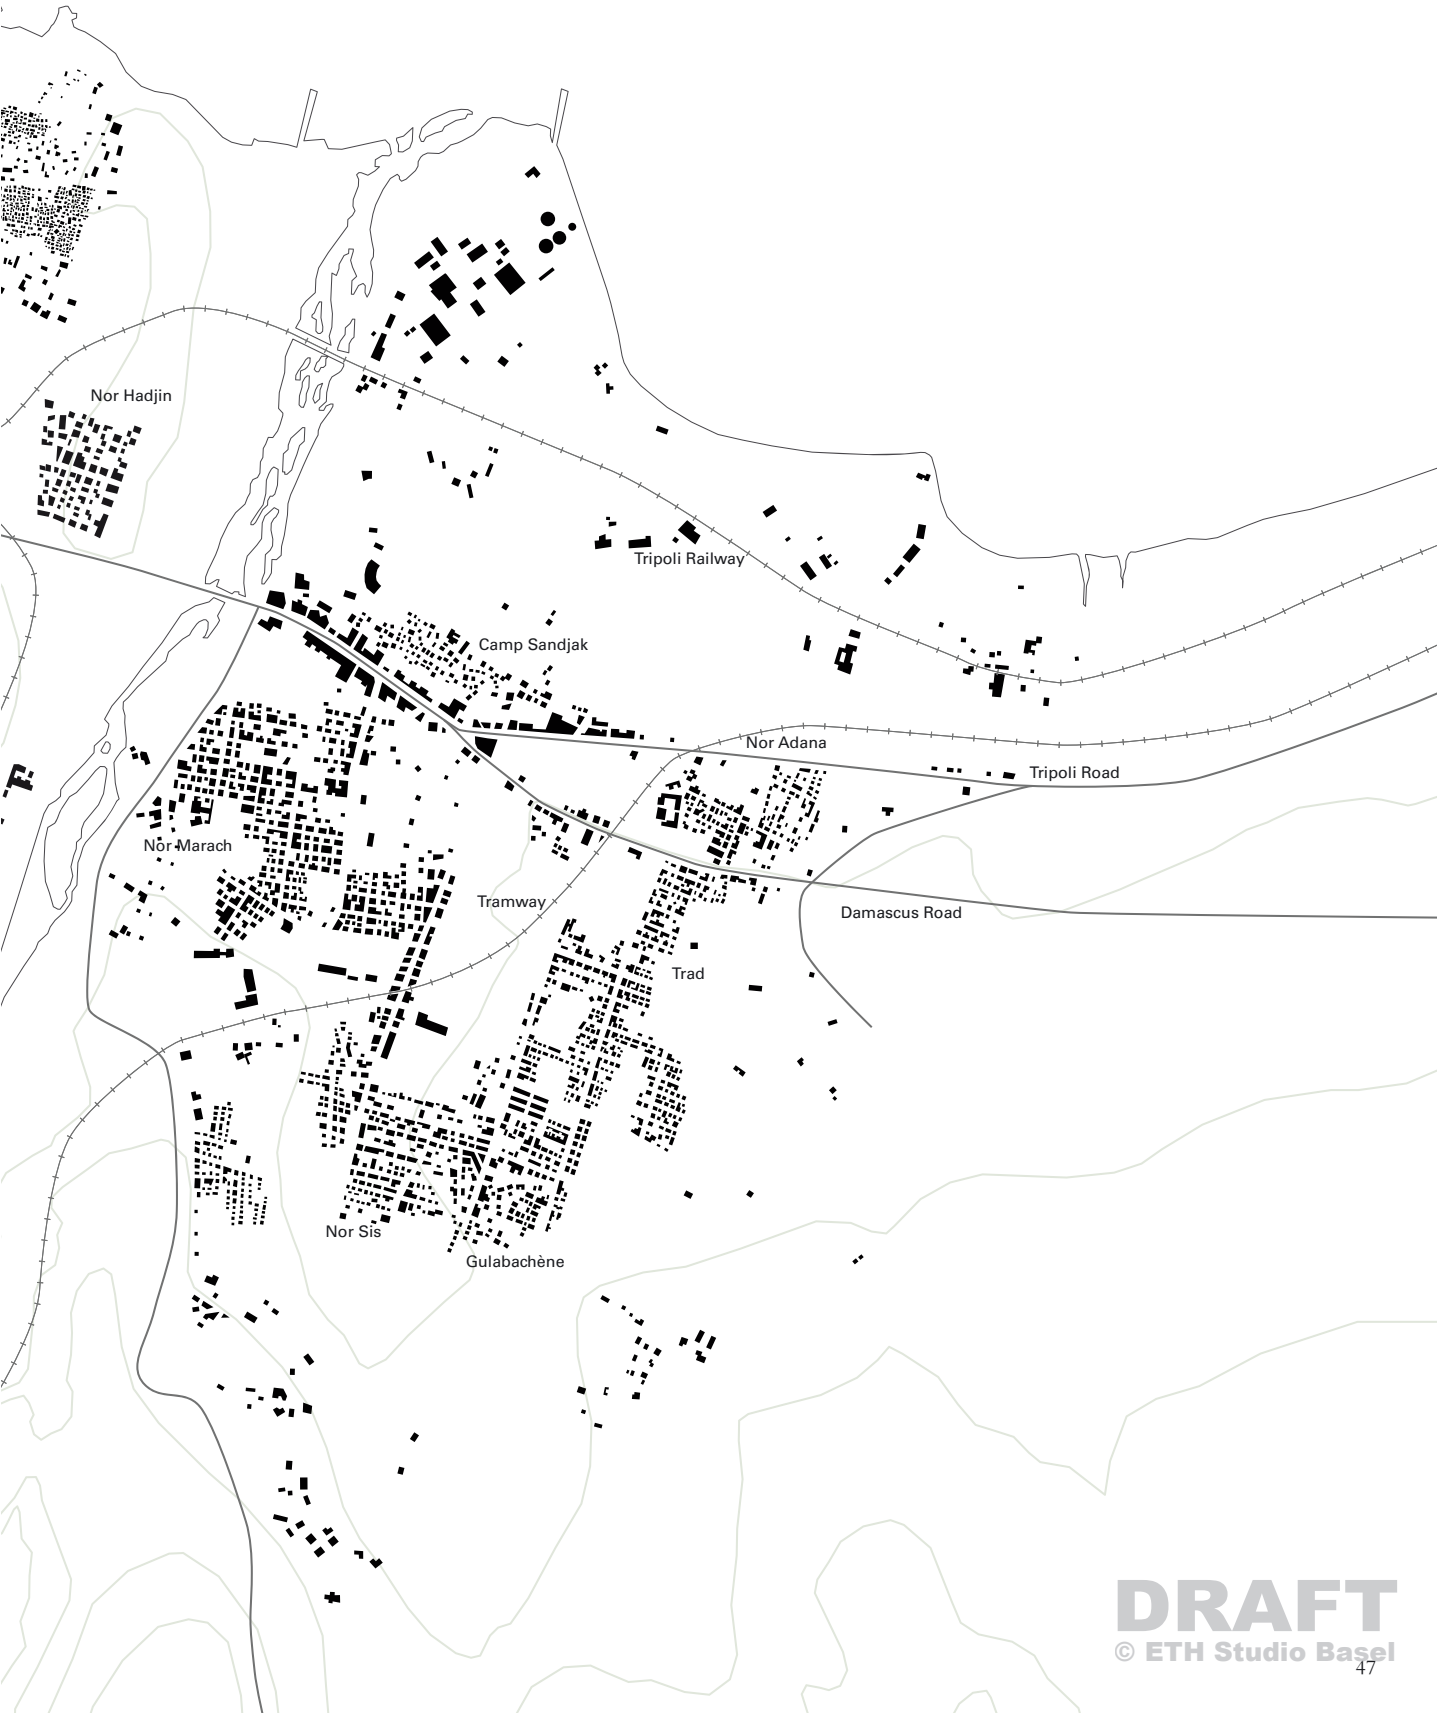 Nor Hadjin
Tripoli Railway
Camp Sandjak
Nor Adana
Tripoli Road
Nor Marach
Tramway
Damascus Road
Trad
Nor Sis
Gulabachène
DRAFT
© ETH Studio Basel
47